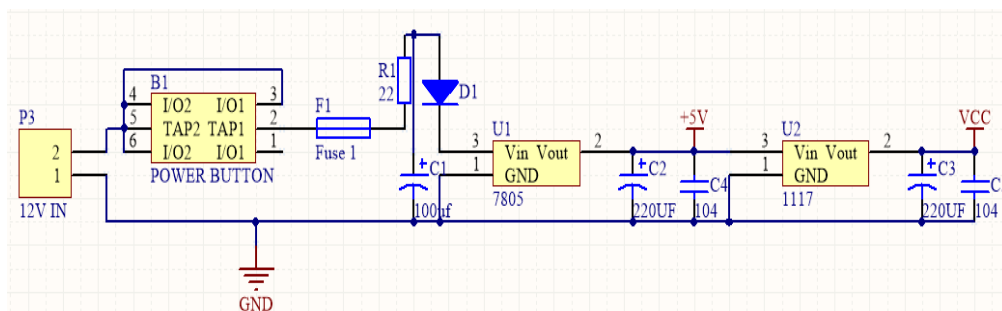 P3
2
1
12V IN
B1
4 I/O2 I/O1 3
5 TAP2 TAP1 2
6 I/O2 I/O1 1
POWER BUTTON
F1
Fuse 1
R1
22
D1
C1
100uf
U1
3 Vin Vout 2
1 GND
7805
C2
220UF
+5V
C4
104
U2
3 Vin Vout 2
1 GND
1117
C3
220UF
VCC
C
104
GND